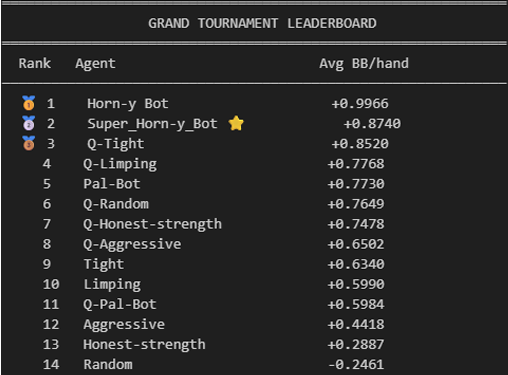 GRAND TOURNAMENT LEADERBOARD
Rank Agent Avg BB/hand
🥇 1 Horn-y Bot +0.9966
🥈 2 Super_Horn-y_Bot ⭐ +0.8740
🥉 3 Q-Tight +0.8520
4 Q-Limping +0.7768
5 Pal-Bot +0.7730
6 Q-Random +0.7649
7 Q-Honest-strength +0.7478
8 Q-Aggressive +0.6502
9 Tight +0.6340
10 Limping +0.5990
11 Q-Pal-Bot +0.5984
12 Aggressive +0.4418
13 Honest-strength +0.2887
14 Random -0.2461